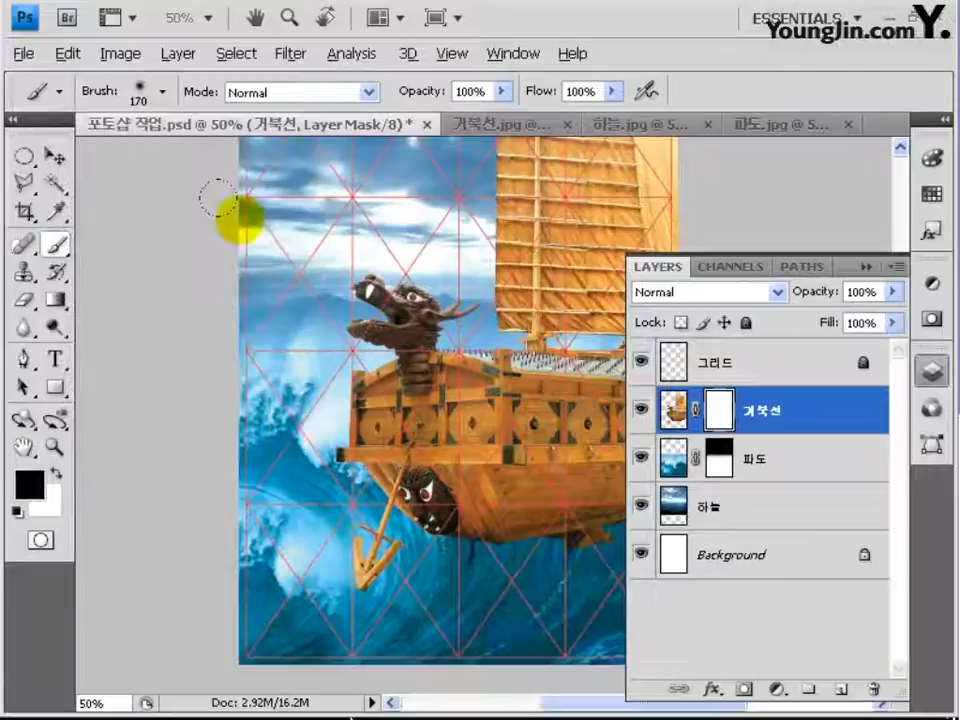 Ps Br 50% ESSENTIALS
YoungJin.com Y.
File Edit Image Layer Select Filter Analysis 3D View Window Help
Brush: 170 Mode: Normal Opacity: 100% Flow: 100%
포토샵 작업.psd @ 50% (거북선, Layer Mask/8) * × 거북선.jpg @ 5... × 하늘.jpg @ 5... × 파도.jpg @ 5... ×
LAYERS CHANNELS PATHS
Normal Opacity: 100%
Lock: Fill: 100%
그리드
거북선
파도
하늘
Background
50% Doc: 2.92M/16.2M